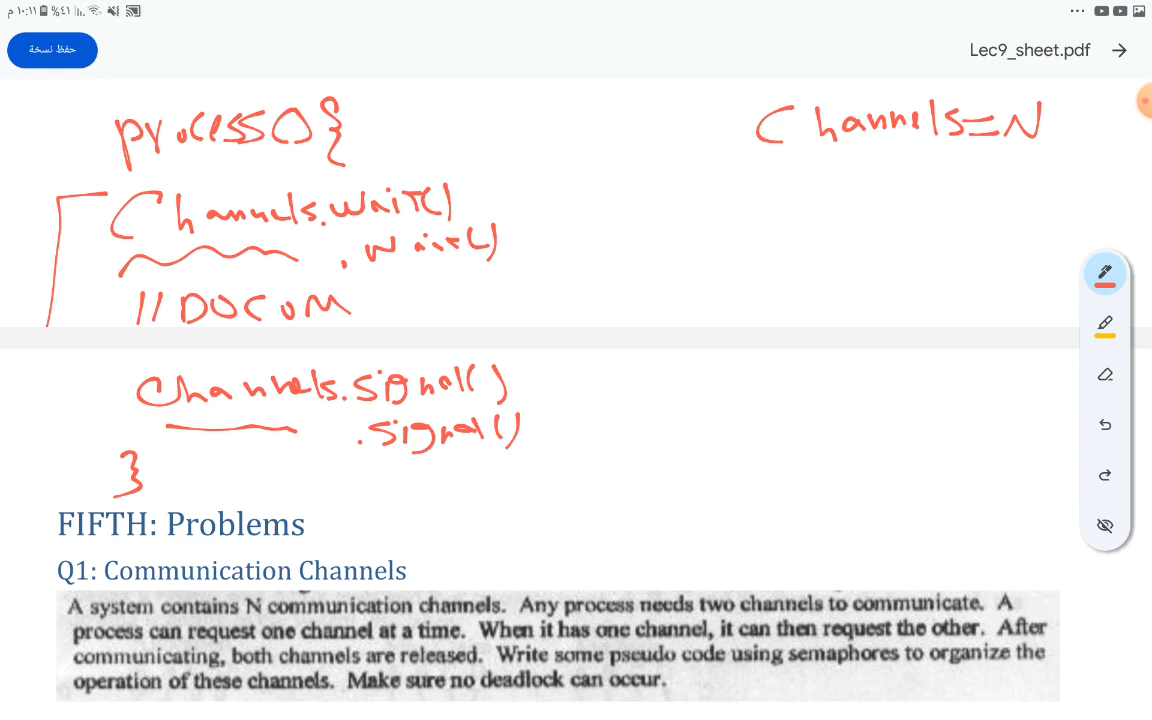 م ١٠:١١ %٤١
حفظ نسخة
Lec9_sheet.pdf
process(){
Channels=N
Channels.wait()
.wait()
//DOCOM
Channels.signal()
.signal()
}
FIFTH: Problems
Q1: Communication Channels
A system contains N communication channels. Any process needs two channels to communicate. A
process can request one channel at a time. When it has one channel, it can then request the other. After
communicating, both channels are released. Write some pseudo code using semaphores to organize the
operation of these channels. Make sure no deadlock can occur.